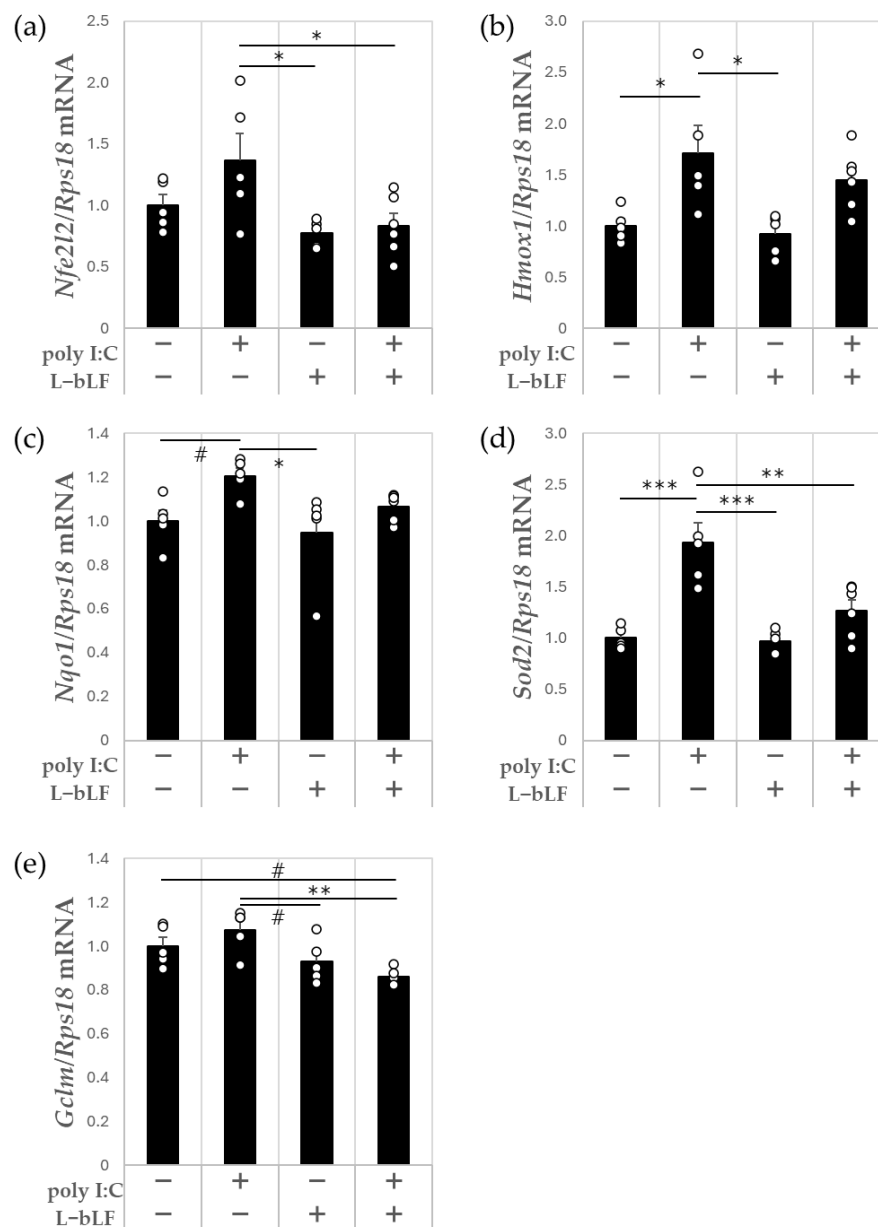 (a)
Nfe2l2/Rps18 mRNA
2.5
2.0
1.5
1.0
0.5
0
*
*
poly I:C − + − +
L−bLF − − + +
(b)
Hmox1/Rps18 mRNA
3.0
2.5
2.0
1.5
1.0
0.5
0
*
*
− + − +
− − + +
(c)
Nqo1/Rps18 mRNA
1.4
1.2
1.0
0.8
0.6
0.4
0.2
0
#
*
poly I:C − + − +
L−bLF − − + +
(d)
Sod2/Rps18 mRNA
3.0
2.5
2.0
1.5
1.0
0.5
0
***
**
***
− + − +
− − + +
(e)
Gclm/Rps18 mRNA
1.4
1.2
1.0
0.8
0.6
0.4
0.2
0
#
**
#
poly I:C − + − +
L−bLF − − + +